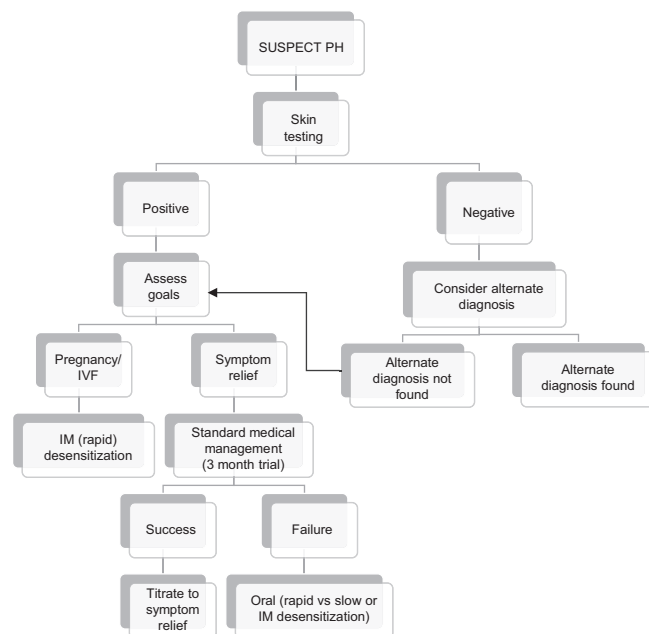 SUSPECT PH
Skin
testing
Positive
Negative
Assess
goals
Consider alternate
diagnosis
Pregnancy/
IVF
Symptom
relief
Alternate
diagnosis not
found
Alternate
diagnosis found
IM (rapid)
desensitization
Standard medical
management
(3 month trial)
Success
Failure
Titrate to
symptom
relief
Oral (rapid vs slow or
IM desensitization)